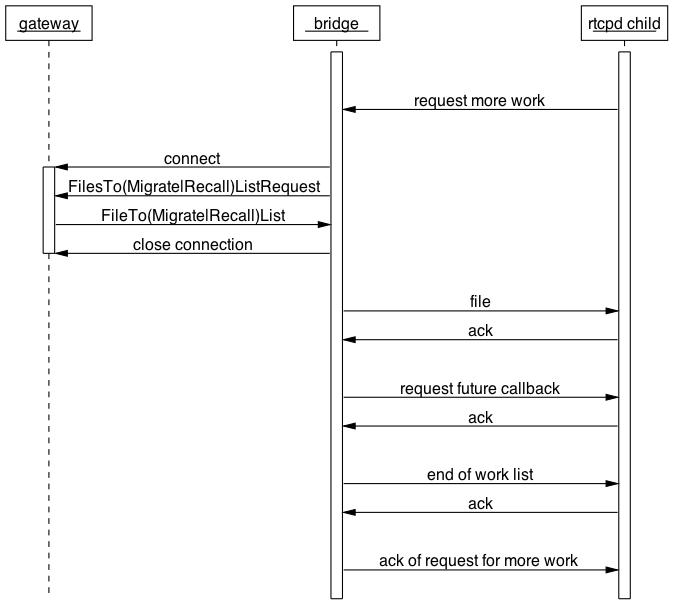 gateway
bridge
rtcpd child
request more work
connect
FilesTo(Migrate|Recall)ListRequest
FileTo(Migrate|Recall)List
close connection
file
ack
request future callback
ack
end of work list
ack
ack of request for more work